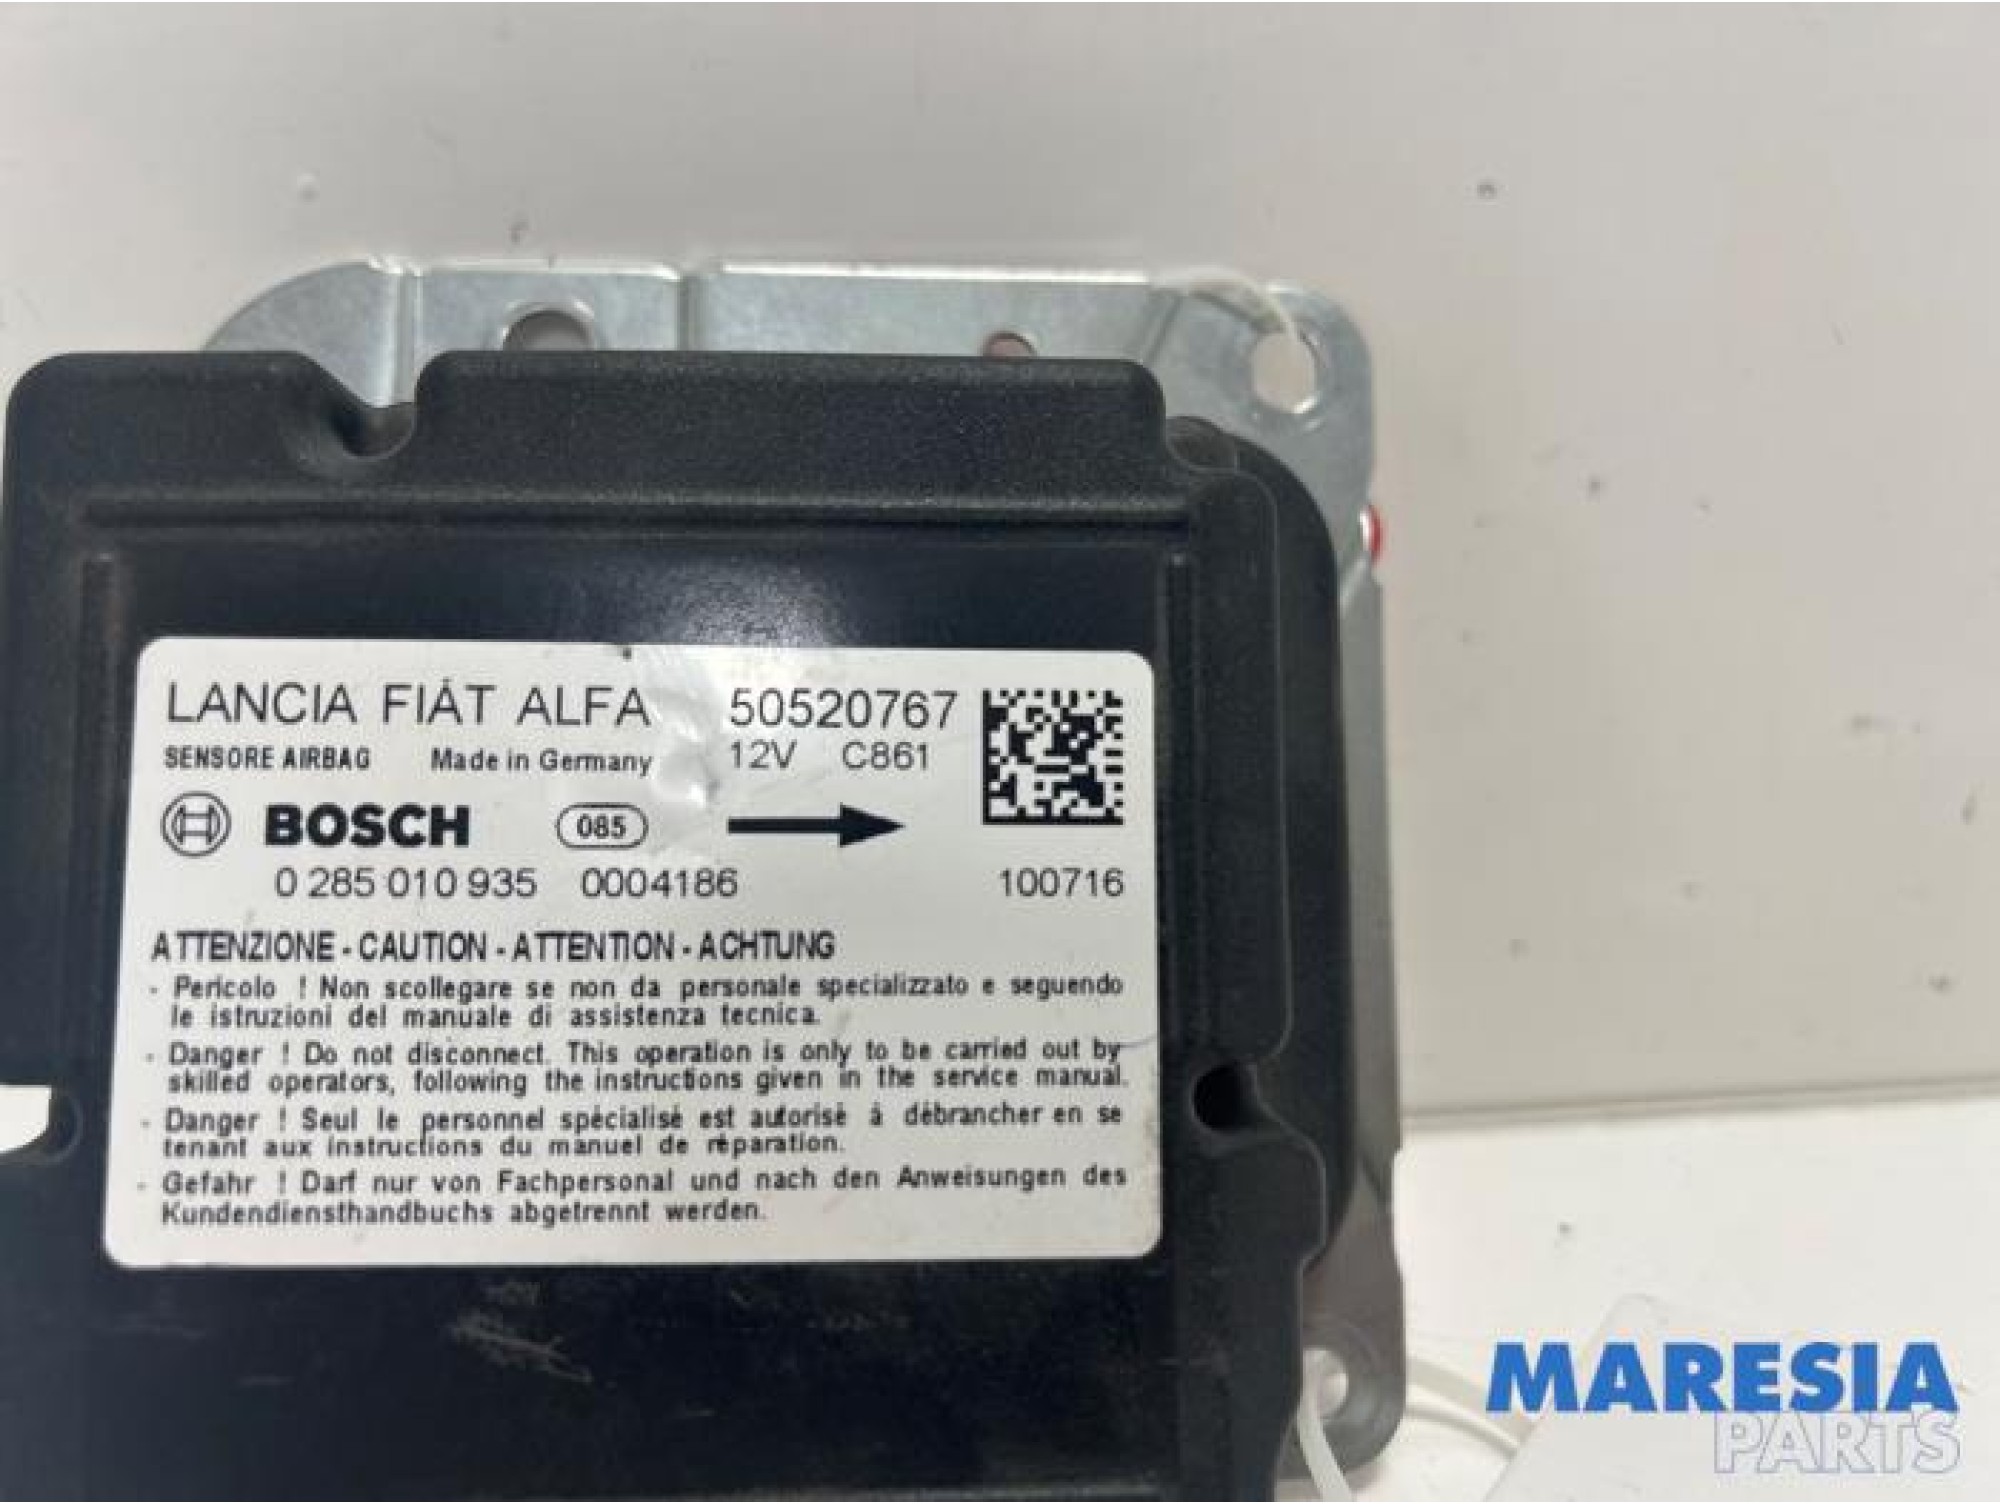 LANCIA FIAT ALFA 50520767
SENSORE AIRBAG Made in Germany 12V C861
BOSCH 085
0 285 010 935 0004186 100716
ATTENZIONE - CAUTION - ATTENTION - ACHTUNG
- Pericolo ! Non scollegare se non da personale specializzato e seguendo
le istruzioni del manuale di assistenza tecnica.
- Danger ! Do not disconnect. This operation is only to be carried out by
skilled operators, following the instructions given in the service manual.
- Danger ! Seul le personnel spécialisé est autorisé à débrancher en se
tenant aux instructions du manuel de réparation.
- Gefahr ! Darf nur von Fachpersonal und nach den Anweisungen des
Kundendiensthandbuchs abgetrennt werden.
MARESIA
PARTS